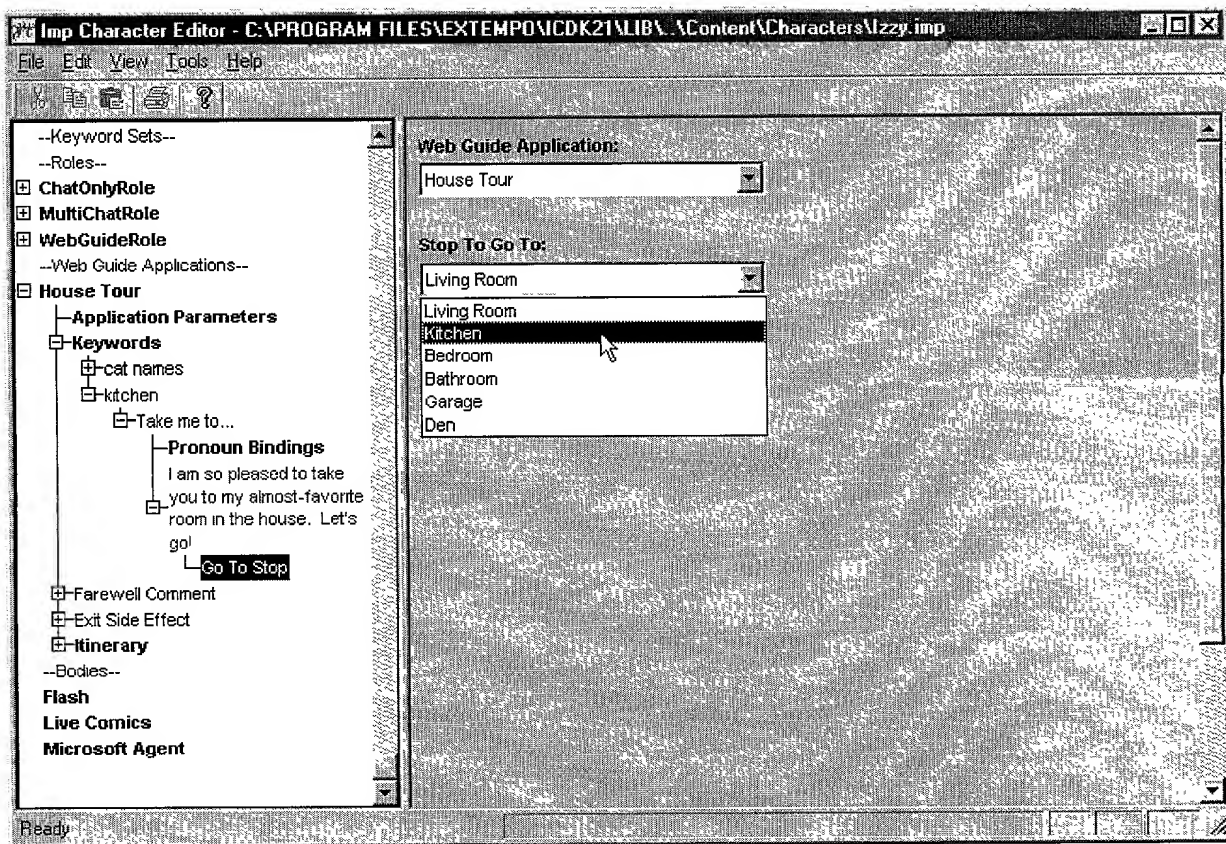 Imp Character Editor - C:\PROGRAM FILES\EXTEMPO\ICDK21\LIB\..\Content\Characters\Izzy.imp
File Edit View Tools Help
--Keyword Sets--
--Roles--
ChatOnlyRole
MultiChatRole
WebGuideRole
--Web Guide Applications--
House Tour
Application Parameters
Keywords
cat names
kitchen
Take me to...
Pronoun Bindings
I am so pleased to take
you to my almost-favorite
room in the house. Let's
go!
Go To Stop
Farewell Comment
Exit Side Effect
Itinerary
--Bodies--
Flash
Live Comics
Microsoft Agent
Web Guide Application:
House Tour
Stop To Go To:
Living Room
Living Room
Kitchen
Bedroom
Bathroom
Garage
Den
Ready